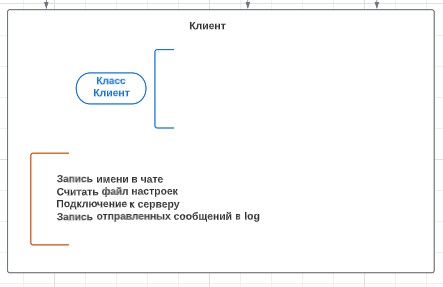 Клиент
Класс
Клиент
Запись имени в чате
Считать файл настроек
Подключение к серверу
Запись отправленных сообщений в log